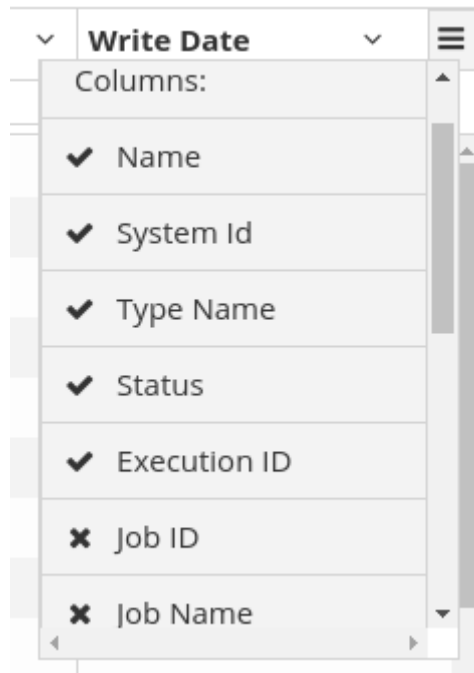 Write Date
Columns:
Name
System Id
Type Name
Status
Execution ID
Job ID
Job Name